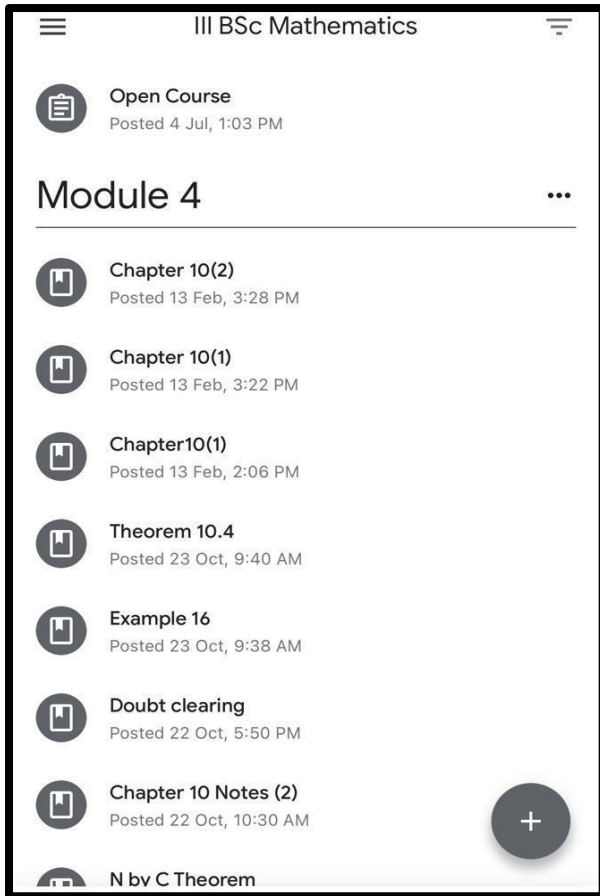 III BSc Mathematics
Open Course
Posted 4 Jul, 1:03 PM
Module 4
Chapter 10(2)
Posted 13 Feb, 3:28 PM
Chapter 10(1)
Posted 13 Feb, 3:22 PM
Chapter10(1)
Posted 13 Feb, 2:06 PM
Theorem 10.4
Posted 23 Oct, 9:40 AM
Example 16
Posted 23 Oct, 9:38 AM
Doubt clearing
Posted 22 Oct, 5:50 PM
Chapter 10 Notes (2)
Posted 22 Oct, 10:30 AM
N by C Theorem